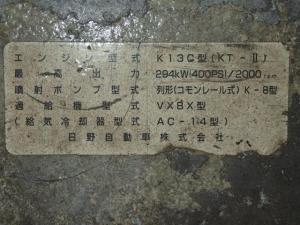 エンジン型式 K13C型(KT-Ⅱ)
最高出力 294kW(400PS)/2000rpm
噴射ポンプ型式 列形(コモンレール式)K-8型
過給機型式 VXBX型
(給気冷却器型式 AC-14型)
日野自動車株式会社